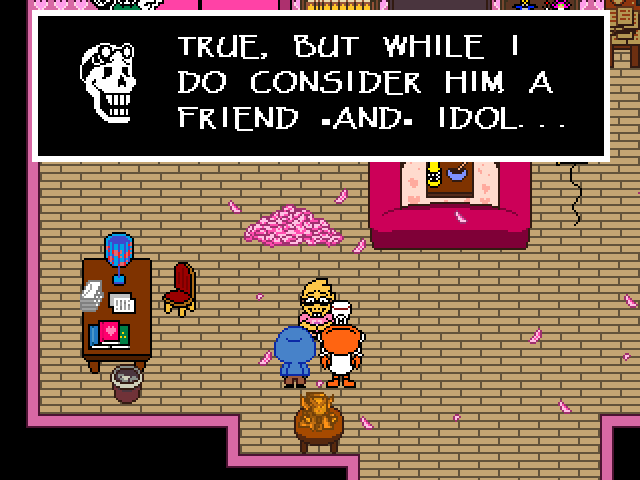 TRUE, BUT WHILE I
DO CONSIDER HIM A
FRIEND *AND* IDOL...